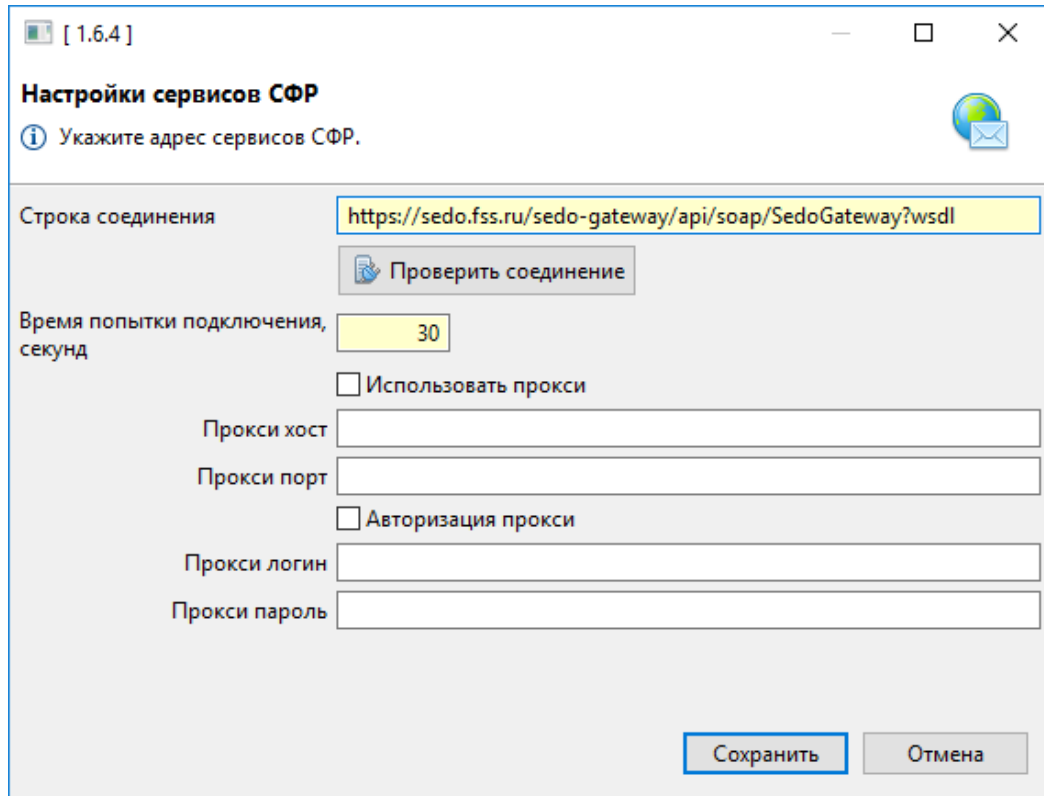 [ 1.6.4 ]
Настройки сервисов СФР
Укажите адрес сервисов СФР.
Строка соединения
https://sedo.fss.ru/sedo-gateway/api/soap/SedoGateway?wsdl
Проверить соединение
Время попытки подключения,
секунд
30
Использовать прокси
Прокси хост
Прокси порт
Авторизация прокси
Прокси логин
Прокси пароль
Сохранить
Отмена